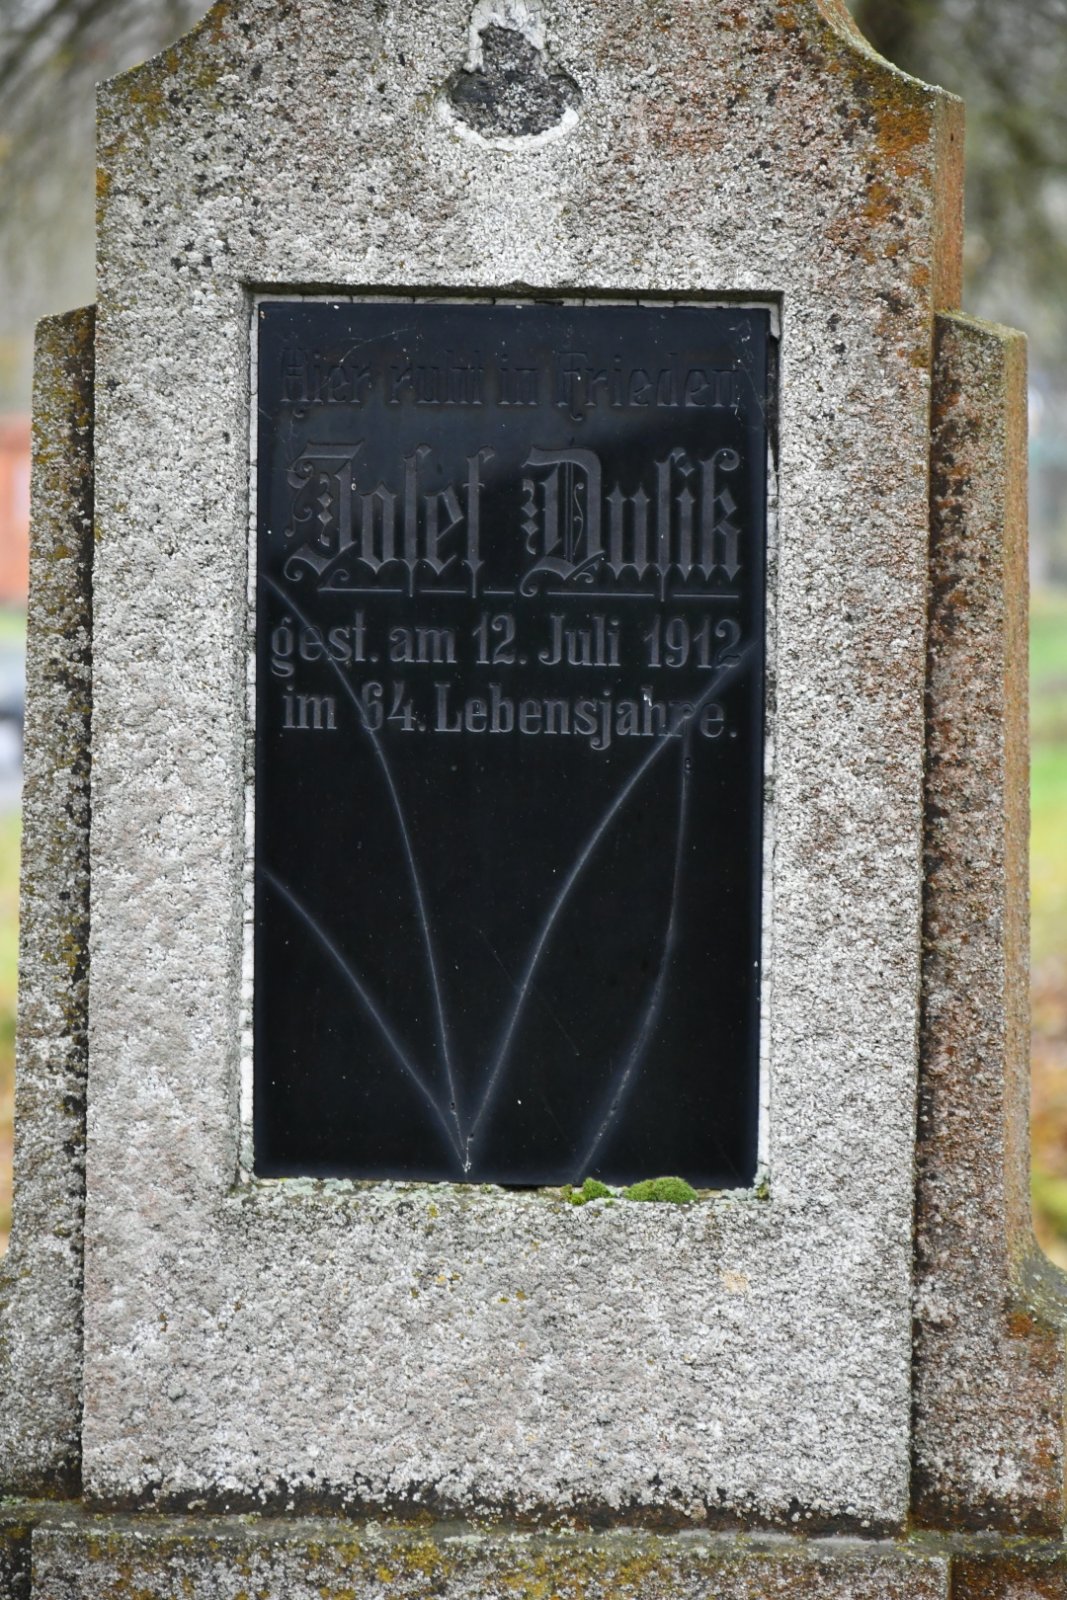 Hier ruht in Frieden
Josef Dusik
gest. am 12. Juli 1912
im 64. Lebensjahre.